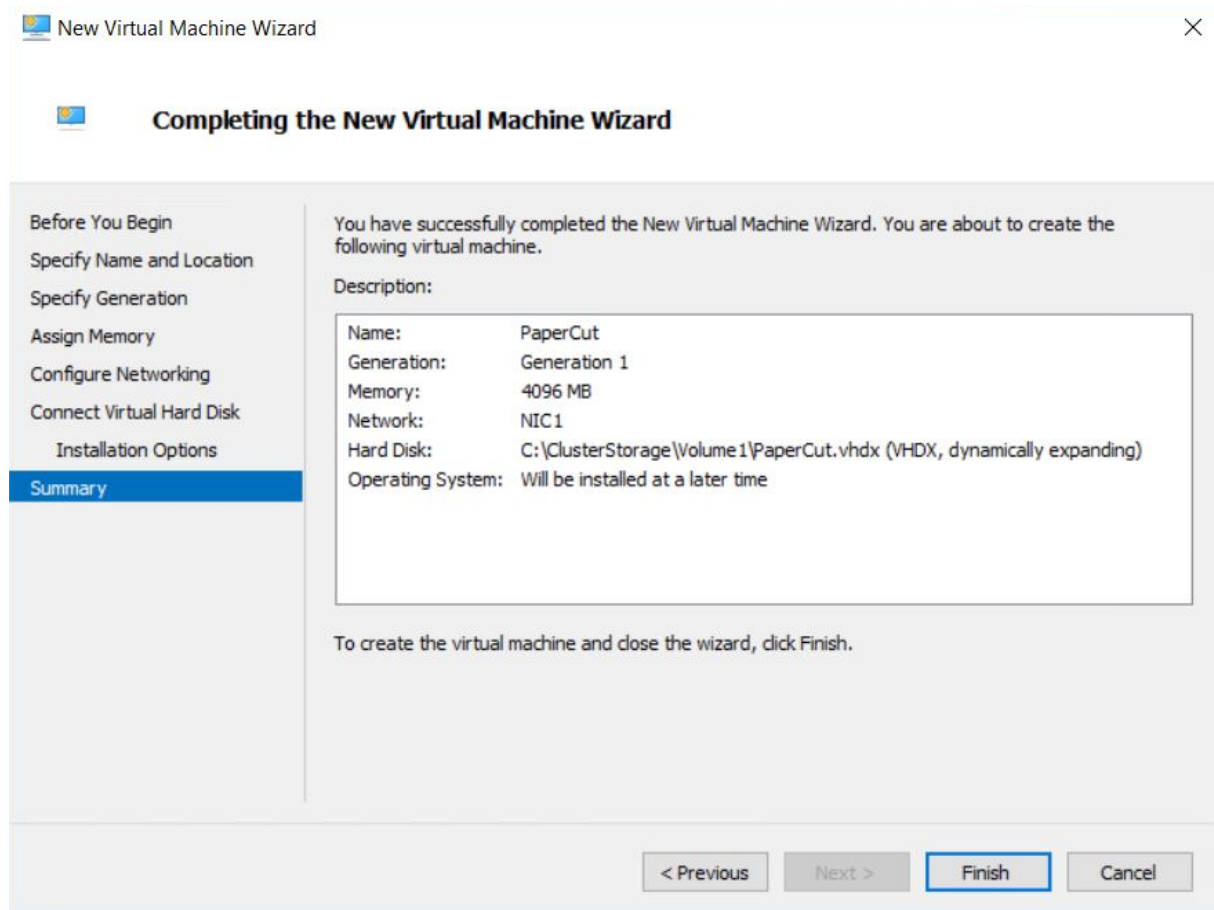 New Virtual Machine Wizard
Completing the New Virtual Machine Wizard
Before You Begin
Specify Name and Location
Specify Generation
Assign Memory
Configure Networking
Connect Virtual Hard Disk
Installation Options
Summary
You have successfully completed the New Virtual Machine Wizard. You are about to create the
following virtual machine.
Description:
Name: PaperCut
Generation: Generation 1
Memory: 4096 MB
Network: NIC1
Hard Disk: C:\ClusterStorage\Volume1\PaperCut.vhdx (VHDX, dynamically expanding)
Operating System: Will be installed at a later time
To create the virtual machine and close the wizard, click Finish.
< Previous Next > Finish Cancel